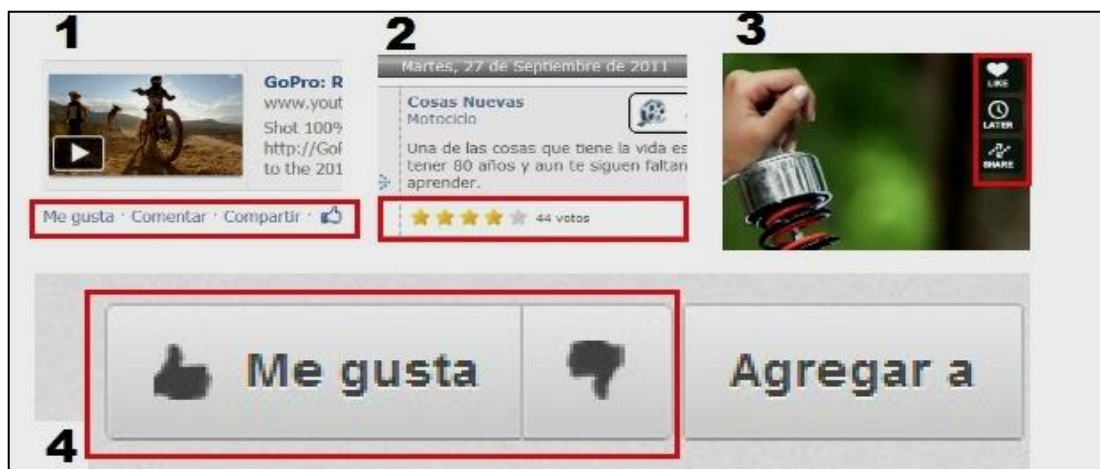 1
GoPro: R
www.yout
Shot 100%
http://GoP
to the 201
Me gusta · Comentar · Compartir ·
2
Martes, 27 de Septiembre de 2011
Cosas Nuevas
Motociclo
Una de las cosas que tiene la vida es
tener 80 años y aun te siguen faltan
aprender.
44 votos
3
LIKE
LATER
SHARE
4
Me gusta
Agregar a